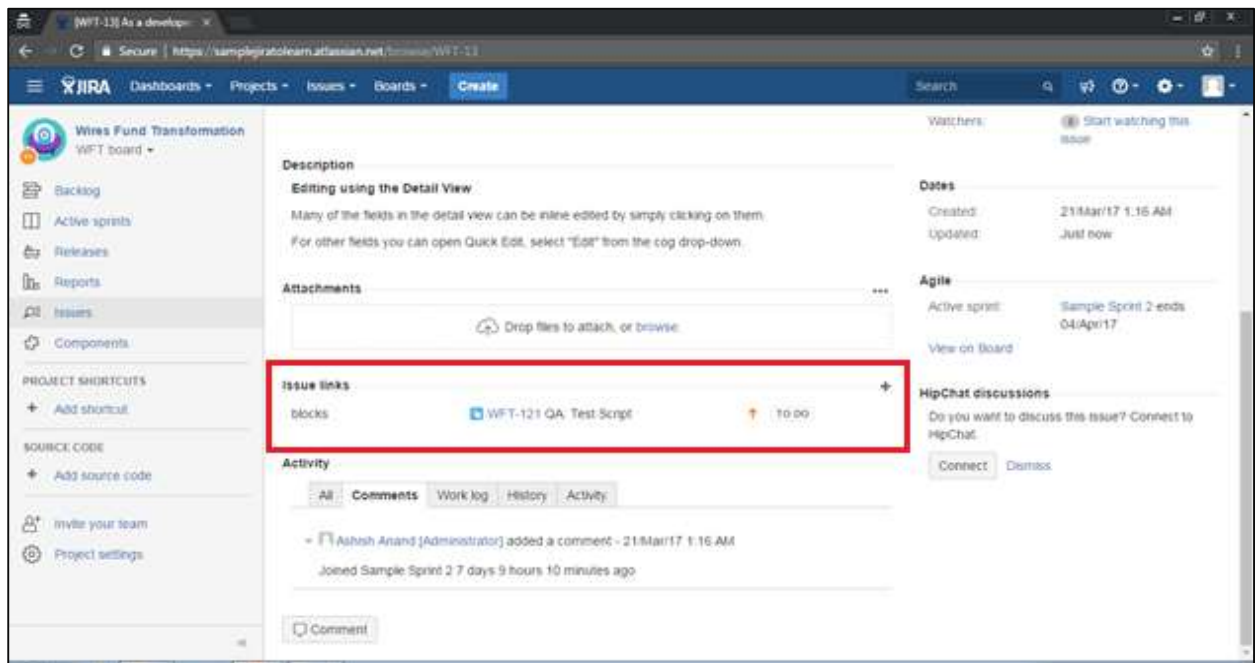 [WFT-13] As a develope
Secure | https://samplejiratolearn.atlassian.net/browse/WFT-13
JIRA Dashboards Projects Issues Boards Create Search
Wires Fund Transformation
WFT board
Backlog
Active sprints
Releases
Reports
Issues
Components
PROJECT SHORTCUTS
+ Add shortcut
SOURCE CODE
+ Add source code
Invite your team
Project settings
Description
Editing using the Detail View
Many of the fields in the detail view can be inline edited by simply clicking on them.
For other fields you can open Quick Edit, select "Edit" from the cog drop-down.
Attachments
Drop files to attach, or browse.
Issue links
blocks WFT-121 QA: Test Script TO DO
Activity
All Comments Work log History Activity
Ashish Anand [Administrator] added a comment - 21/Mar/17 1:16 AM
Joined Sample Sprint 2 7 days 9 hours 10 minutes ago
Comment
Watchers: Start watching this
issue
Dates
Created: 21/Mar/17 1:16 AM
Updated: Just now
Agile
Active sprint: Sample Sprint 2 ends
04/Apr/17
View on Board
HipChat discussions
Do you want to discuss this issue? Connect to
HipChat.
Connect Dismiss